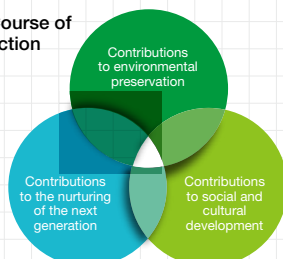 ourse of
ction
Contributions
to environmental
preservation
Contributions
to the nurturing
of the next
generation
Contributions
to social and
cultural
development